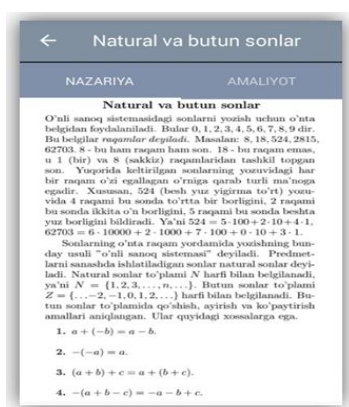 Natural va butun sonlar
NAZARIYA AMALIYOT
Natural va butun sonlar
O'nli sanoq sistemasidagi sonlarni yozish uchun o'nta
belgidan foydalaniladi. Bular 0, 1, 2, 3, 4, 5, 6, 7, 8, 9 dir.
Bu belgilar raqamlar deyiladi. Masalan: 8, 18, 524, 2815,
62703. 8 - bu ham raqam ham son. 18 - bu raqam emas,
u 1 (bir) va 8 (sakkiz) raqamlaridan tashkil topgan
son. Yuqorida keltirilgan sonlarning yozuvidagi har
bir raqam o'zi egallagan o'rniga qarab turli ma'noga
egadir. Xususan, 524 (besh yuz yigirma to'rt) yozu-
vida 4 raqami bu sonda to'rtta bir borligini, 2 raqami
bu sonda ikkita o'n borligini, 5 raqami bu sonda beshta
yuz borligini bildiradi. Ya'ni 524 = 5·100+2·10+4·1,
62703 = 6 · 10000 + 2 · 1000 + 7 · 100 + 0 · 10 + 3 · 1.
Sonlarning o'nta raqam yordamida yozishning bun-
day usuli "o'nli sanoq sistemasi" deyiladi. Predmet-
larni sanashda ishlatiladigan sonlar natural sonlar deyi-
ladi. Natural sonlar to'plami N harfi bilan belgilanadi,
ya'ni N = {1, 2, 3, . . . , n, . . .}. Butun sonlar to'plami
Z = {. . . − 2, −1, 0, 1, 2, . . .} harfi bilan belgilanadi. Bu-
tun sonlar to'plamida qo'shish, ayirish va ko'paytirish
amallari aniqlangan. Ular quyidagi xossalarga ega.
1. a + (−b) = a − b.
2. −(−a) = a.
3. (a + b) + c = a + (b + c).
4. −(a + b − c) = −a − b + c.